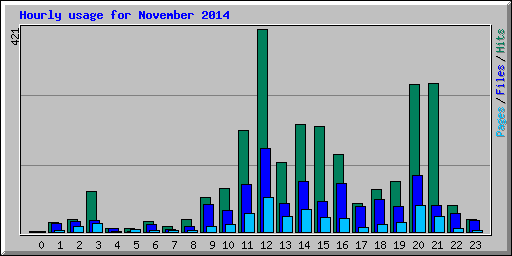 Hourly usage for November 2014
421
Pages / Files / Hits
0 1 2 3 4 5 6 7 8 9 10 11 12 13 14 15 16 17 18 19 20 21 22 23